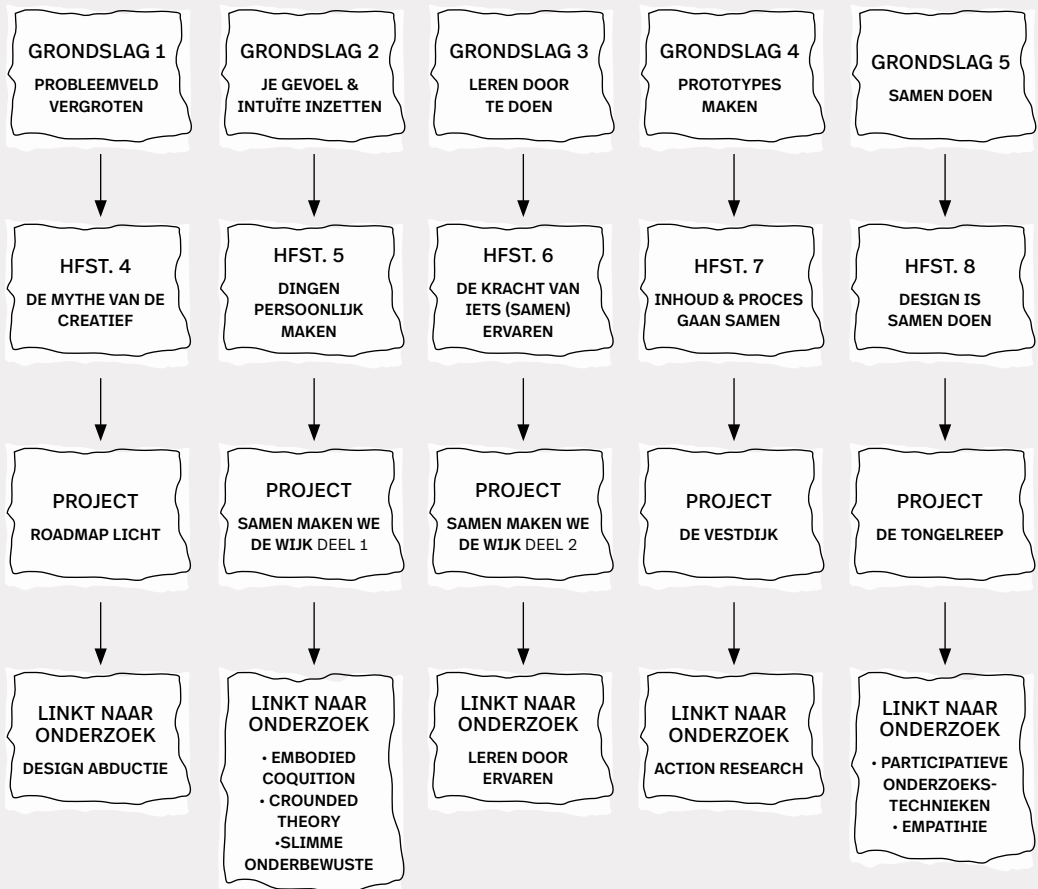 GRONDSLAG 1
PROBLEEMVELD
VERGROTEN
GRONDSLAG 2
JE GEVOEL &
INTUÏTE INZETTEN
GRONDSLAG 3
LEREN DOOR
TE DOEN
GRONDSLAG 4
PROTOTYPES
MAKEN
GRONDSLAG 5
SAMEN DOEN
HFST. 4
DE MYTHE VAN DE
CREATIEF
HFST. 5
DINGEN
PERSOONLIJK
MAKEN
HFST. 6
DE KRACHT VAN
IETS (SAMEN)
ERVAREN
HFST. 7
INHOUD & PROCES
GAAN SAMEN
HFST. 8
DESIGN IS
SAMEN DOEN
PROJECT
ROADMAP LICHT
PROJECT
SAMEN MAKEN WE
DE WIJK DEEL 1
PROJECT
SAMEN MAKEN WE
DE WIJK DEEL 2
PROJECT
DE VESTDIJK
PROJECT
DE TONGELREEP
LINKT NAAR
ONDERZOEK
DESIGN ABDUCTIE
LINKT NAAR
ONDERZOEK
• EMBODIED
COQUITION
• CROUNDED
THEORY
•SLIMME
ONDERBEWUSTE
LINKT NAAR
ONDERZOEK
LEREN DOOR
ERVAREN
LINKT NAAR
ONDERZOEK
ACTION RESEARCH
LINKT NAAR
ONDERZOEK
• PARTICIPATIEVE
ONDERZOEKS-
TECHNIEKEN
• EMPATIHIE